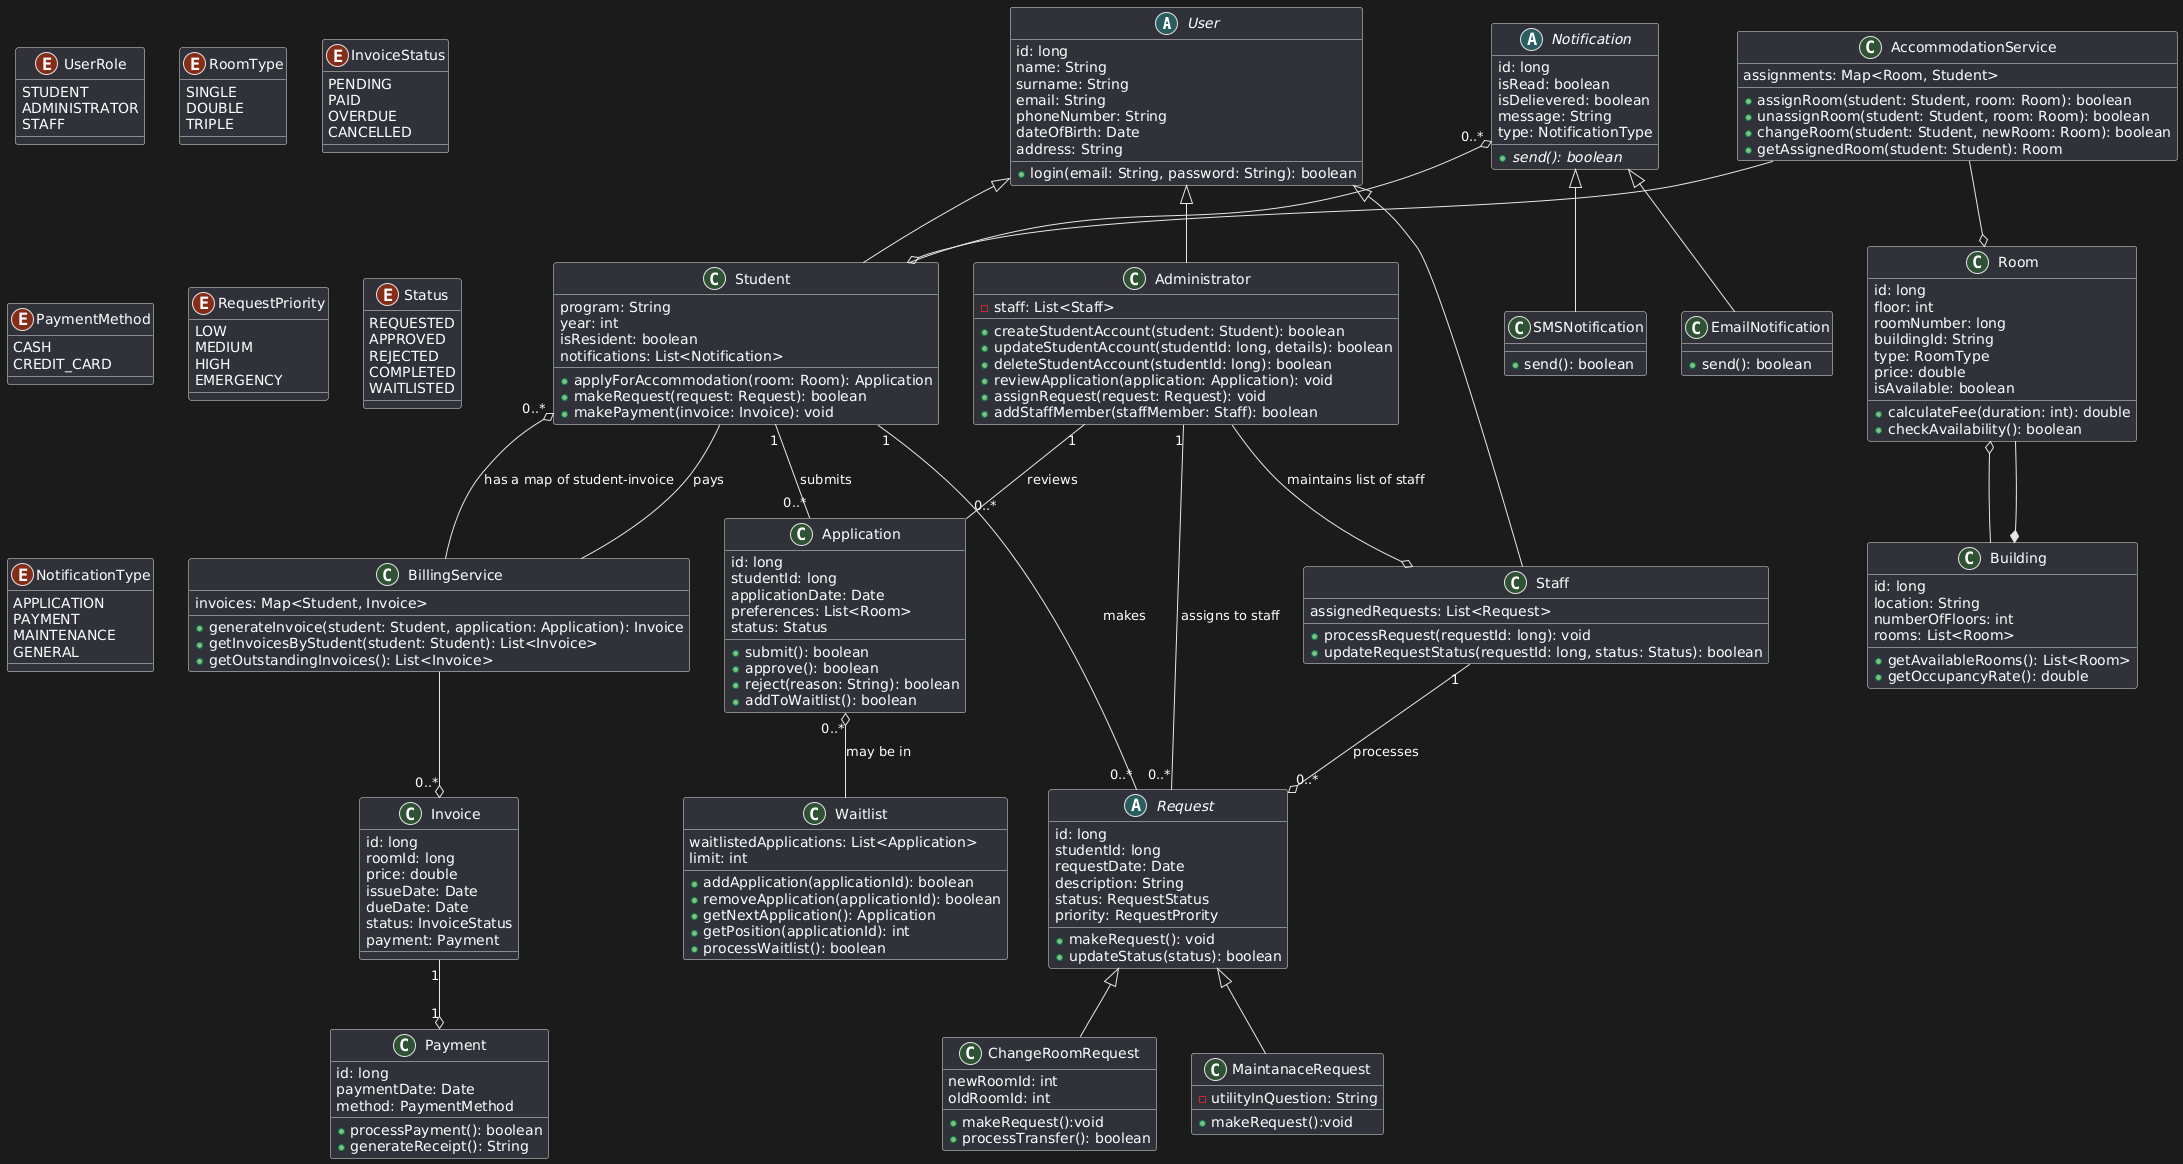 E UserRole
STUDENT
ADMINISTRATOR
STAFF
E RoomType
SINGLE
DOUBLE
TRIPLE
E InvoiceStatus
PENDING
PAID
OVERDUE
CANCELLED
A User
id: long
name: String
surname: String
email: String
phoneNumber: String
dateOfBirth: Date
address: String
login(email: String, password: String): boolean
A Notification
id: long
isRead: boolean
isDelievered: boolean
message: String
type: NotificationType
send(): boolean
0..*
C AccommodationService
assignments: Map<Room, Student>
assignRoom(student: Student, room: Room): boolean
unassignRoom(student: Student, room: Room): boolean
changeRoom(student: Student, newRoom: Room): boolean
getAssignedRoom(student: Student): Room
E PaymentMethod
CASH
CREDIT_CARD
E RequestPriority
LOW
MEDIUM
HIGH
EMERGENCY
E Status
REQUESTED
APPROVED
REJECTED
COMPLETED
WAITLISTED
C Student
program: String
year: int
isResident: boolean
notifications: List<Notification>
applyForAccommodation(room: Room): Application
makeRequest(request: Request): boolean
makePayment(invoice: Invoice): void
C Administrator
staff: List<Staff>
createStudentAccount(student: Student): boolean
updateStudentAccount(studentId: long, details): boolean
deleteStudentAccount(studentId: long): boolean
reviewApplication(application: Application): void
assignRequest(request: Request): void
addStaffMember(staffMember: Staff): boolean
C SMSNotification
send(): boolean
C EmailNotification
send(): boolean
C Room
id: long
floor: int
roomNumber: long
buildingId: String
type: RoomType
price: double
isAvailable: boolean
calculateFee(duration: int): double
checkAvailability(): boolean
0..*
1
1
1
1
has a map of student-invoice
pays
submits
reviews
maintains list of staff
0..*
0..*
E NotificationType
APPLICATION
PAYMENT
MAINTENANCE
GENERAL
C BillingService
invoices: Map<Student, Invoice>
generateInvoice(student: Student, application: Application): Invoice
getInvoicesByStudent(student: Student): List<Invoice>
getOutstandingInvoices(): List<Invoice>
C Application
id: long
studentId: long
applicationDate: Date
preferences: List<Room>
status: Status
submit(): boolean
approve(): boolean
reject(reason: String): boolean
addToWaitlist(): boolean
makes
assigns to staff
C Staff
assignedRequests: List<Request>
processRequest(requestId: long): void
updateRequestStatus(requestId: long, status: Status): boolean
C Building
id: long
location: String
numberOfFloors: int
rooms: List<Room>
getAvailableRooms(): List<Room>
getOccupancyRate(): double
1
0..*
may be in
processes
0..*
0..*
0..*
0..*
C Invoice
id: long
roomId: long
price: double
issueDate: Date
dueDate: Date
status: InvoiceStatus
payment: Payment
C Waitlist
waitlistedApplications: List<Application>
limit: int
addApplication(applicationId): boolean
removeApplication(applicationId): boolean
getNextApplication(): Application
getPosition(applicationId): int
processWaitlist(): boolean
A Request
id: long
studentId: long
requestDate: Date
description: String
status: RequestStatus
priority: RequestPrority
makeRequest(): void
updateStatus(status): boolean
1
1
C Payment
id: long
paymentDate: Date
method: PaymentMethod
processPayment(): boolean
generateReceipt(): String
C ChangeRoomRequest
newRoomId: int
oldRoomId: int
makeRequest():void
processTransfer(): boolean
C MaintanaceRequest
utilityInQuestion: String
makeRequest():void